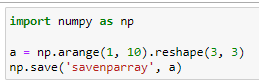 import numpy as np
a = np.arange(1, 10).reshape(3, 3)
np.save('savenparray', a)